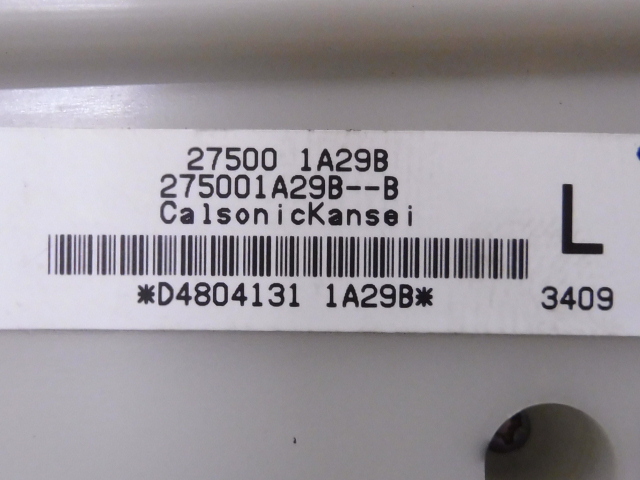 27500 1A29B
275001A29B--B
CalsonicKansei
L
*D4804131 1A29B*
3409